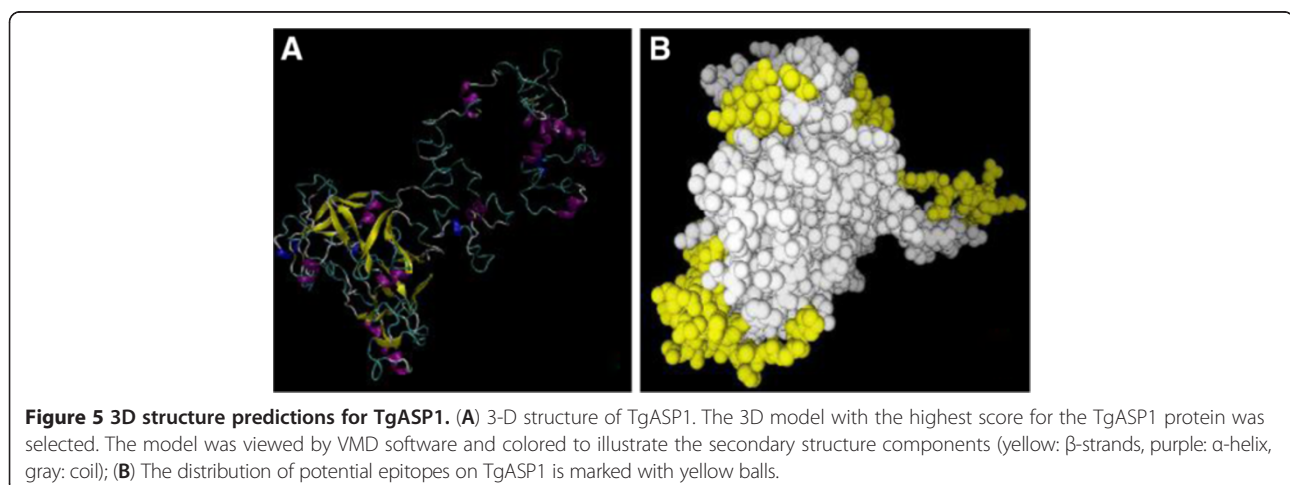 A
B
Figure 5 3D structure predictions for TgASP1. (A) 3-D structure of TgASP1. The 3D model with the highest score for the TgASP1 protein was
selected. The model was viewed by VMD software and colored to illustrate the secondary structure components (yellow: β-strands, purple: α-helix,
gray: coil); (B) The distribution of potential epitopes on TgASP1 is marked with yellow balls.